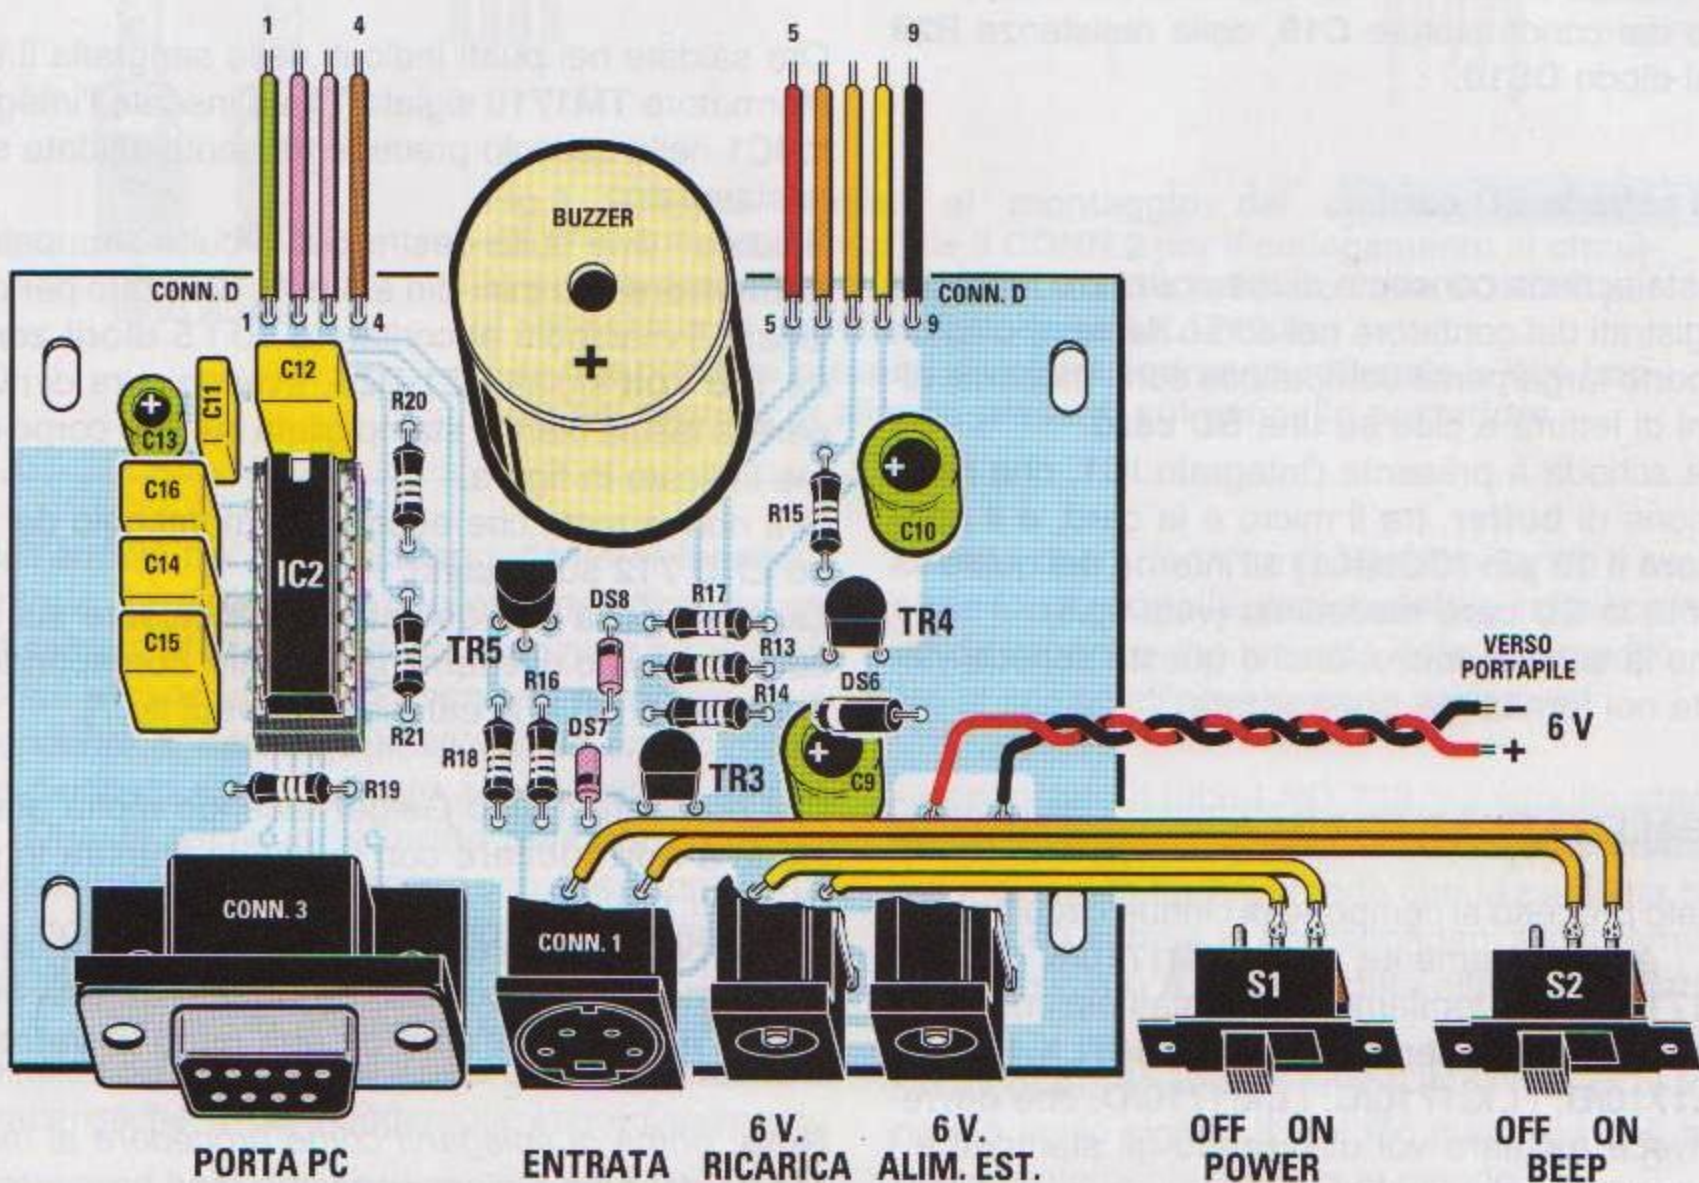 1 4
5 9
BUZZER
CONN. D
CONN. D
1 4
5 9
C12
C11
C13
R20
C16
C14
C15
IC2
R15
C10
TR5
DS8
R17
R13
R14
TR4
DS6
R16
R18
DS7
R21
TR3
C9
R19
VERSO
PORTAPILE
6 V
CONN. 3
CONN. 1
S1
S2
PORTA PC
ENTRATA
6 V.
RICARICA
6 V.
ALIM. EST.
OFF ON
POWER
OFF ON
BEEP